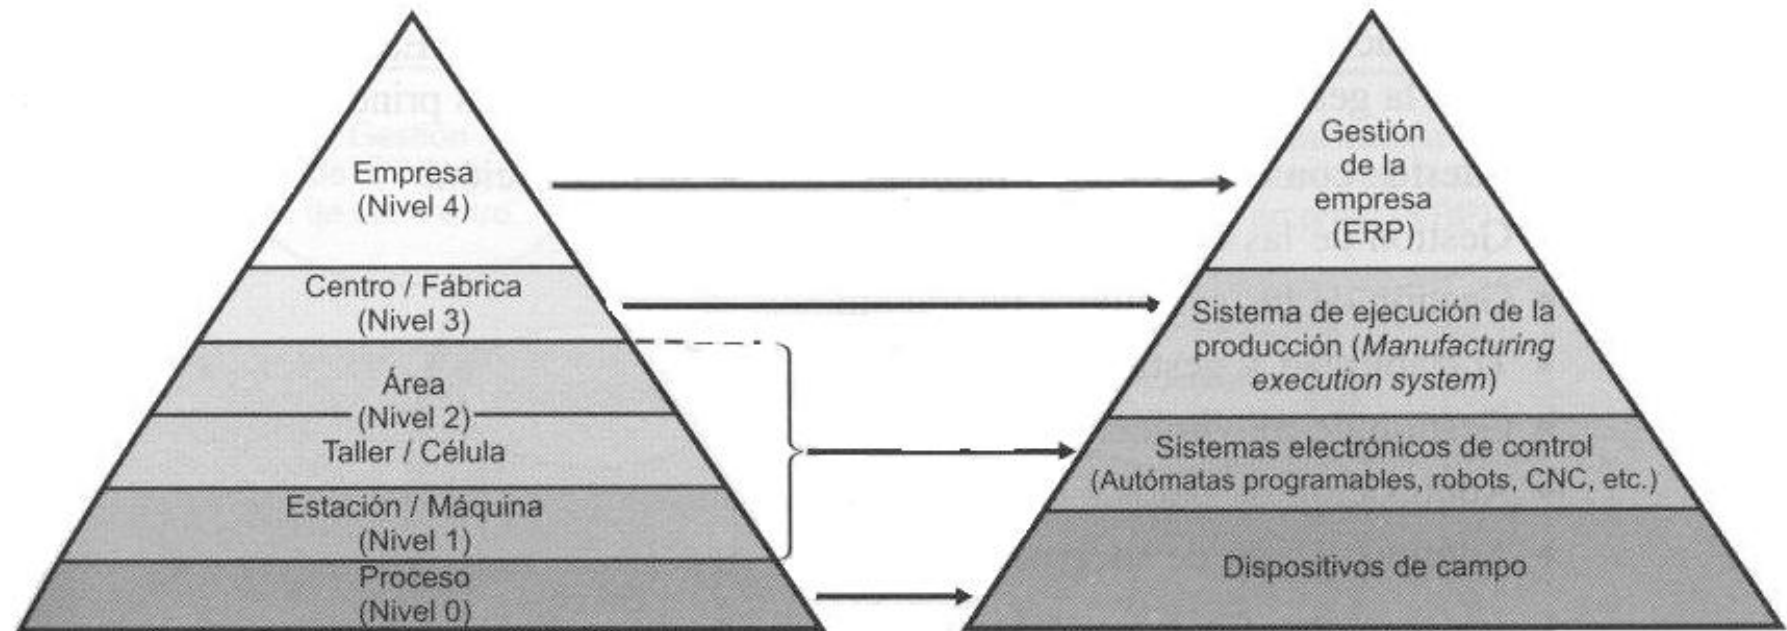 Empresa
(Nivel 4)
Centro / Fábrica
(Nivel 3)
Área
(Nivel 2)
Taller / Célula
Estación / Máquina
(Nivel 1)
Proceso
(Nivel 0)
Gestión
de la
empresa
(ERP)
Sistema de ejecución de la
producción (Manufacturing
execution system)
Sistemas electrónicos de control
(Autómatas programables, robots, CNC, etc.)
Dispositivos de campo